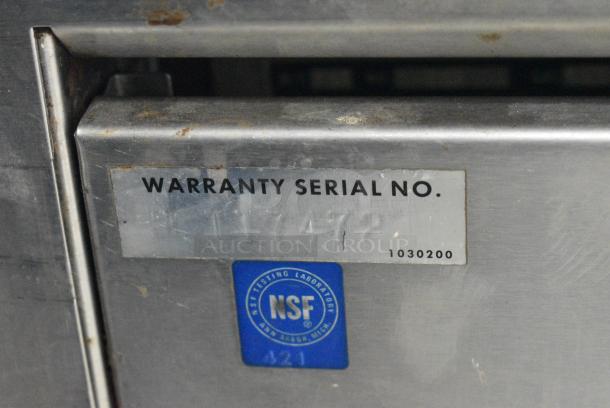 WARRANTY SERIAL NO.
AUCTION GROUP
1030200
NSF TESTING LABORATORY
NSF®
ANN ARBOR, MICH.
421